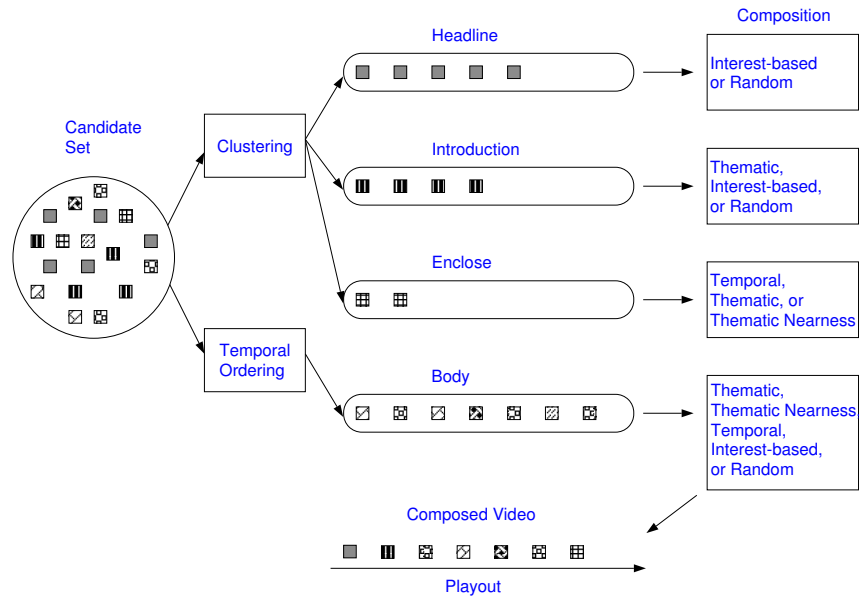 Composition
Headline
Interest-based
or Random
Candidate
Set
Clustering
Introduction
Thematic,
Interest-based,
or Random
Enclose
Temporal,
Thematic, or
Thematic Nearness
Temporal
Ordering
Body
Thematic,
Thematic Nearness,
Temporal,
Interest-based,
or Random
Composed Video
Playout